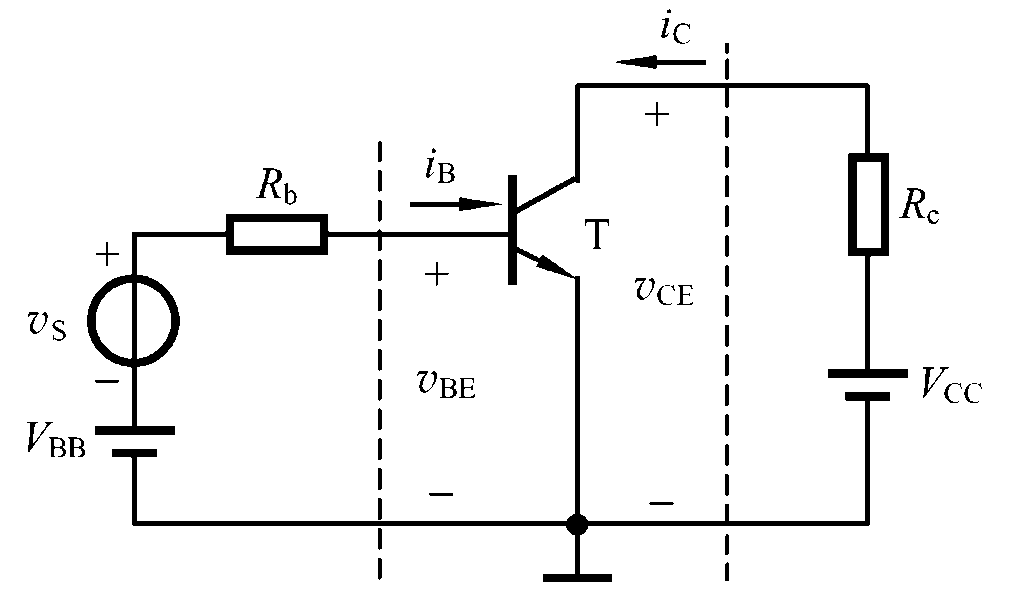 iC
+
Rb
iB
T
Rc
+
+
vCE
vS
−
vBE
VCC
VBB
−
−